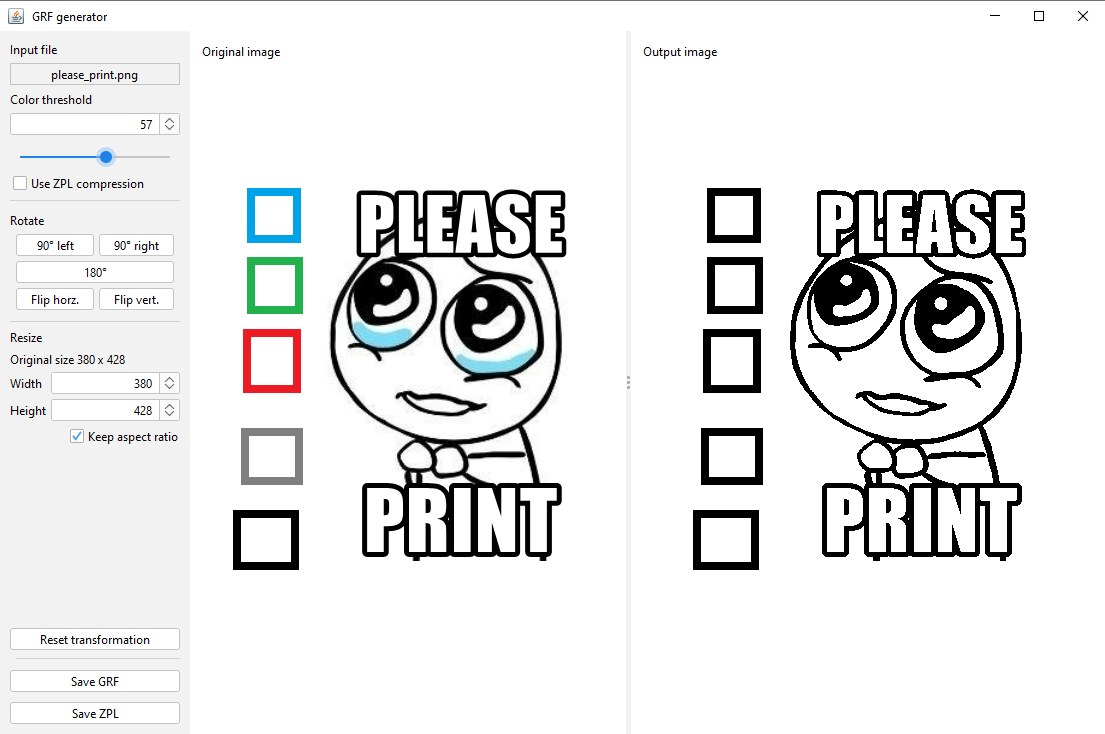 GRF generator
Input file
please_print.png
Color threshold
57
Use ZPL compression
Rotate
90° left
90° right
180°
Flip horz.
Flip vert.
Resize
Original size 380 x 428
Width
380
Height
428
Keep aspect ratio
Reset transformation
Save GRF
Save ZPL
Original image
PLEASE
PRINT
Output image
PLEASE
PRINT